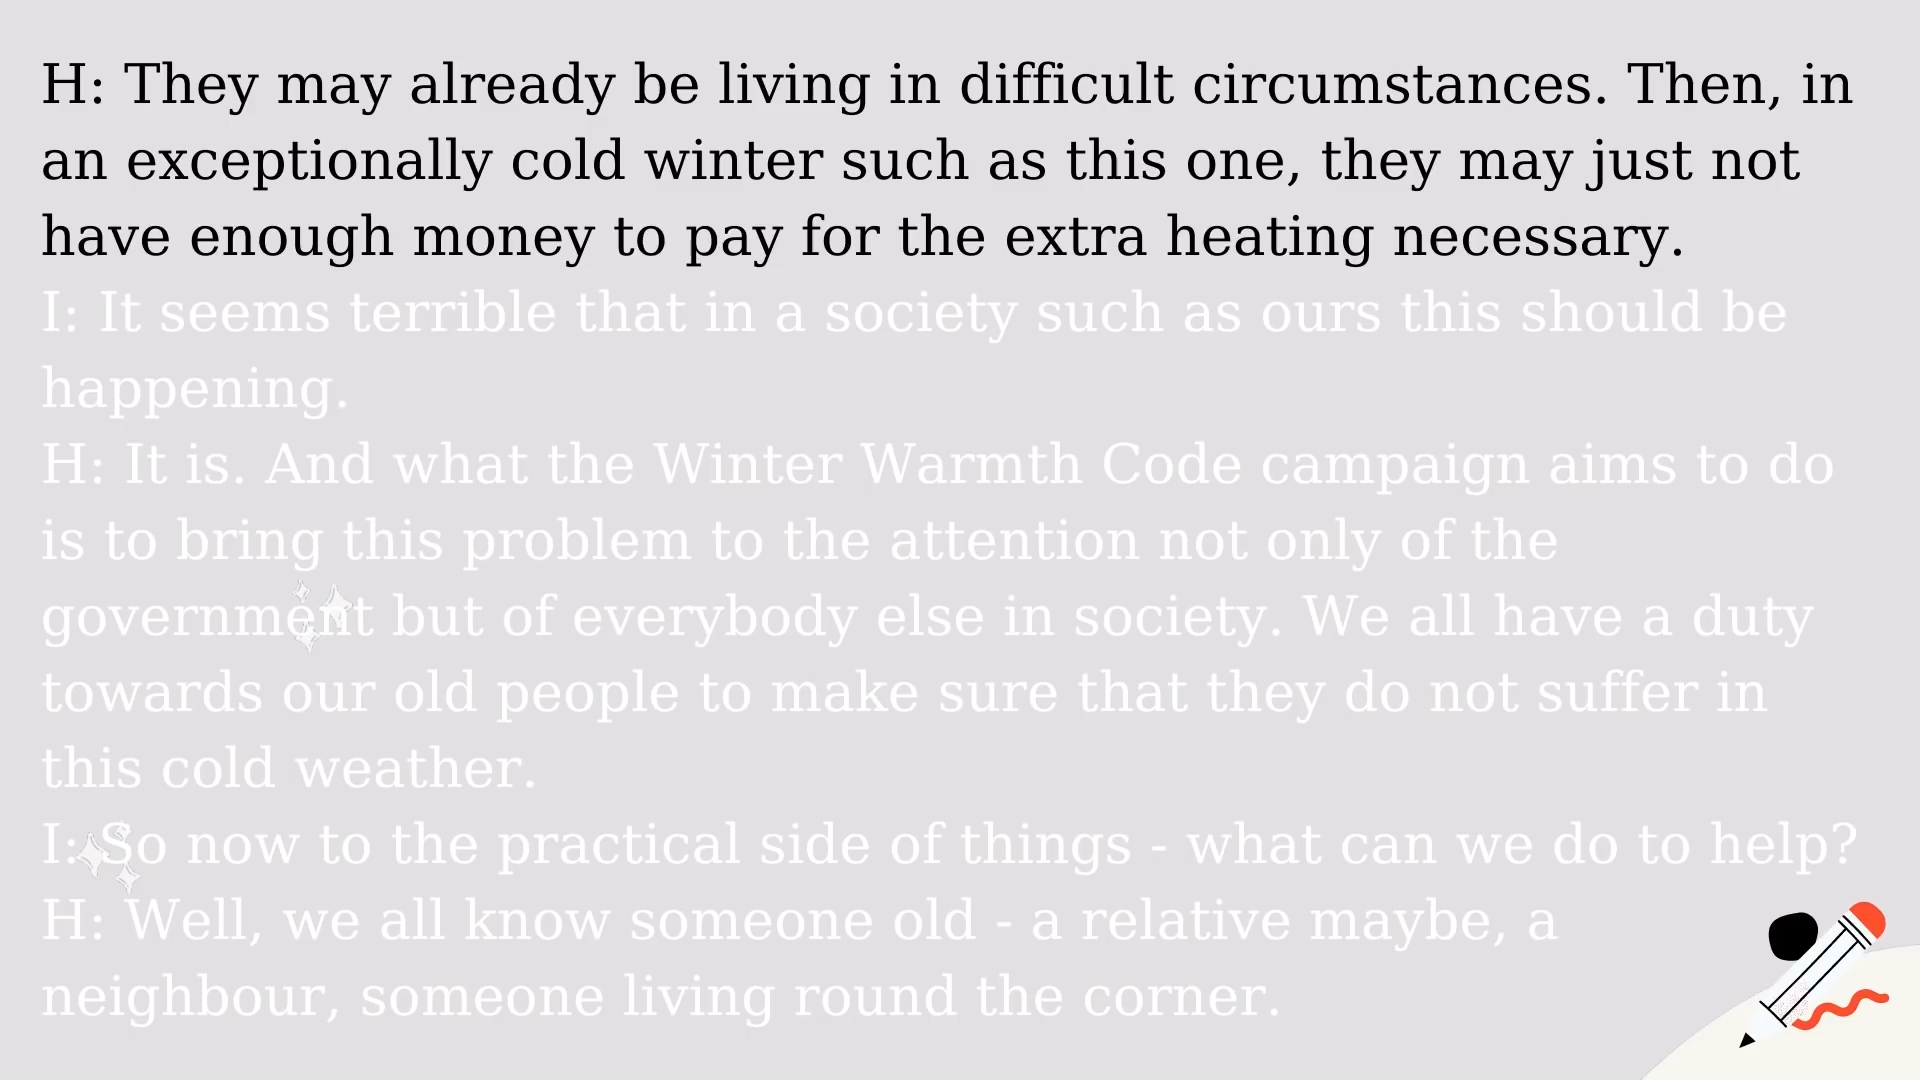 H: They may already be living in difficult circumstances. Then, in
an exceptionally cold winter such as this one, they may just not
have enough money to pay for the extra heating necessary.
I: It seems terrible that in a society such as ours this should be
happening.
H: It is. And what the Winter Warmth Code campaign aims to do
is to bring this problem to the attention not only of the
government but of everybody else in society. We all have a duty
towards our old people to make sure that they do not suffer in
this cold weather.
I: So now to the practical side of things - what can we do to help?
H: Well, we all know someone old - a relative maybe, a
neighbour, someone living round the corner.